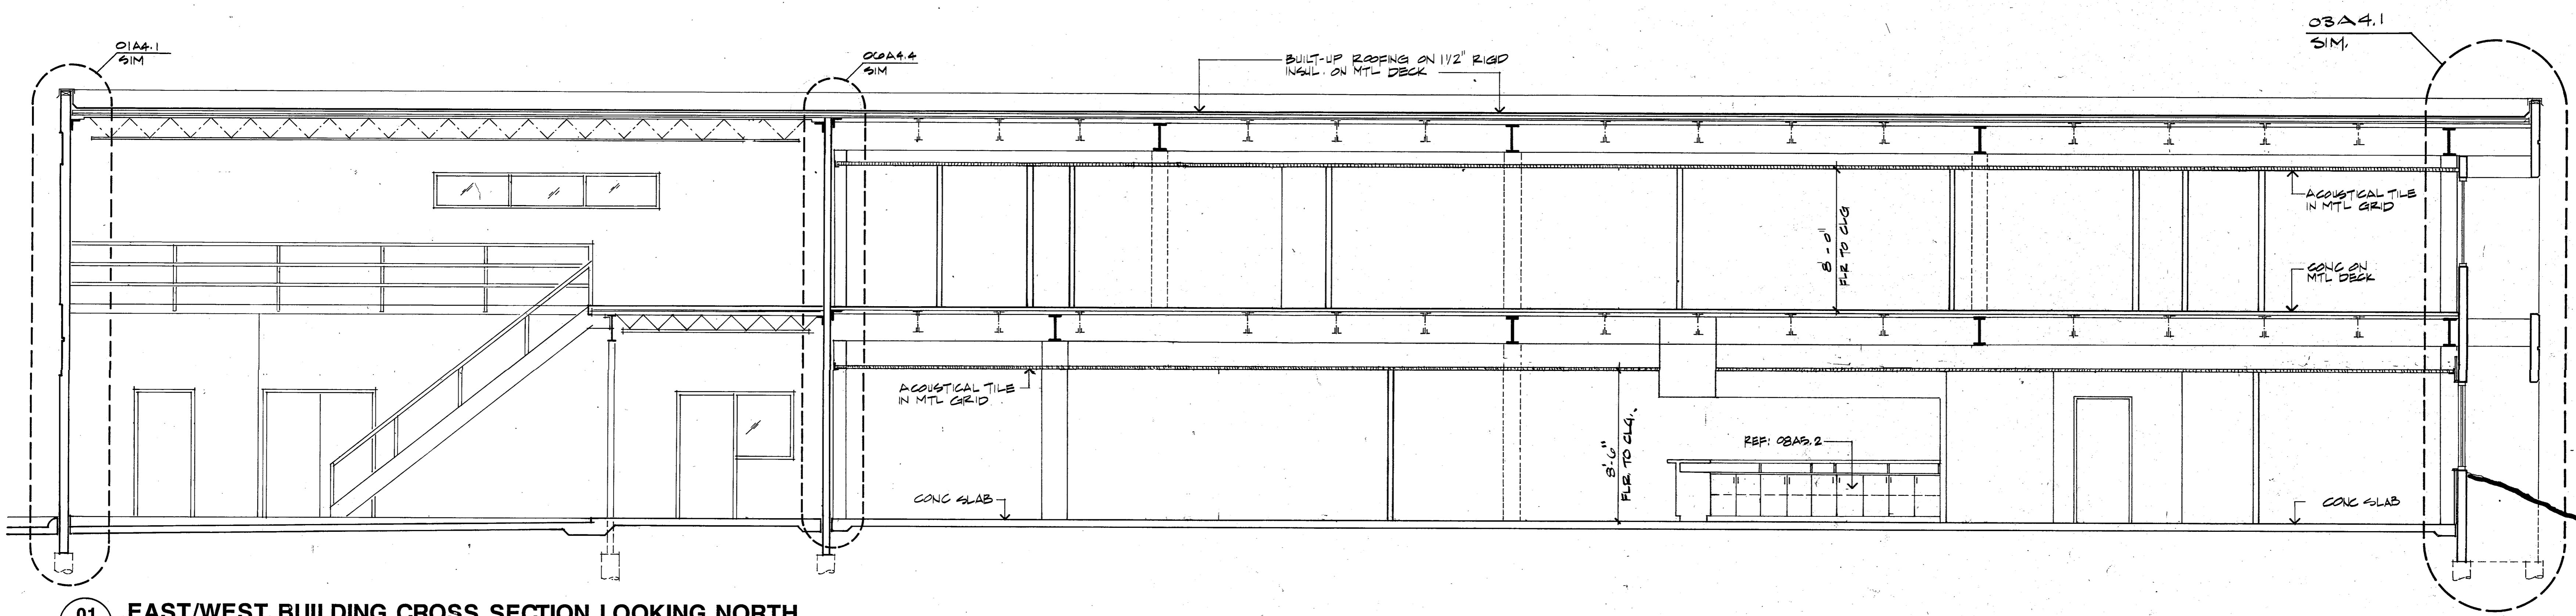 01A4.1
SIM
06A4.4
SIM
BUILT-UP ROOFING ON 1 1/2" RIGID
INSUL. ON MTL DECK
03A4.1
SIM.
ACOUSTICAL TILE
IN MTL GRID
8'-0"
FLR TO CLG
CONC ON
MTL DECK
ACOUSTICAL TILE
IN MTL GRID
8'-6"
FLR TO CLG.
REF: 08A5.2
CONC SLAB
CONC SLAB
01
EAST/WEST BUILDING CROSS SECTION LOOKING NORTH